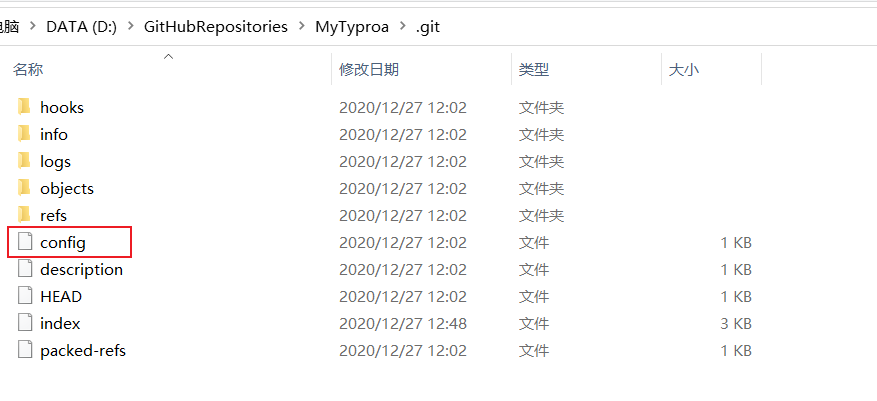 电脑 > DATA (D:) > GitHubRepositories > MyTyproa > .git
名称 修改日期 类型 大小
hooks 2020/12/27 12:02 文件夹
info 2020/12/27 12:02 文件夹
logs 2020/12/27 12:02 文件夹
objects 2020/12/27 12:02 文件夹
refs 2020/12/27 12:02 文件夹
config 2020/12/27 12:02 文件 1 KB
description 2020/12/27 12:02 文件 1 KB
HEAD 2020/12/27 12:02 文件 1 KB
index 2020/12/27 12:48 文件 3 KB
packed-refs 2020/12/27 12:02 文件 1 KB